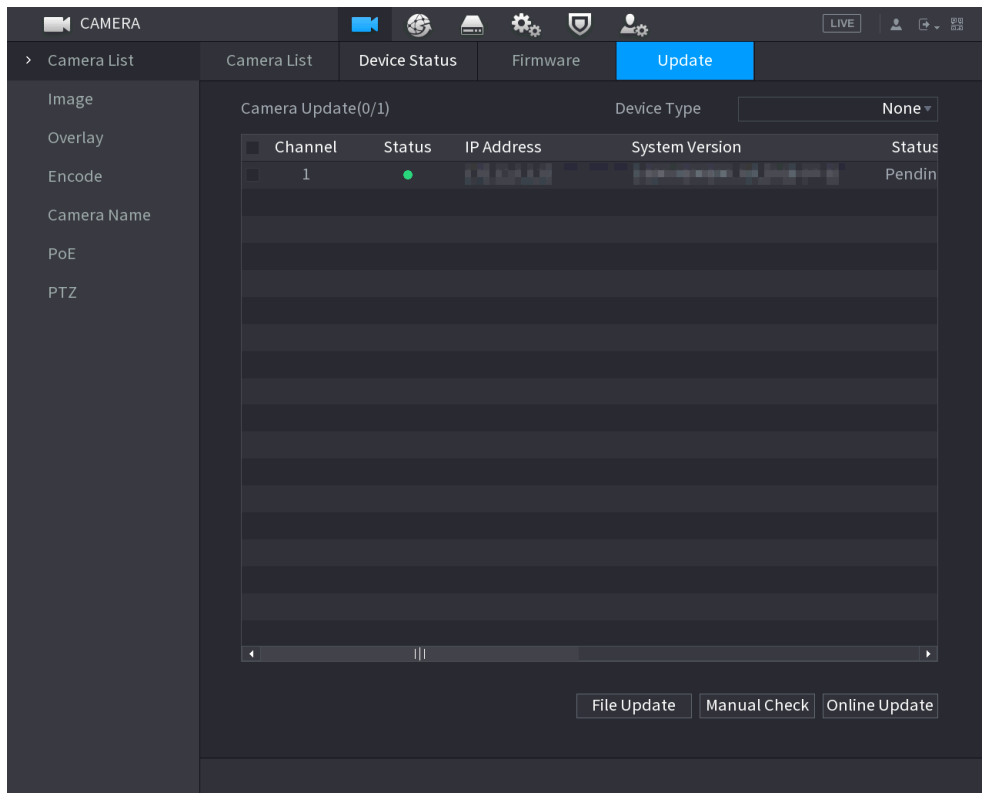 CAMERA LIVE
Camera List Camera List Device Status Firmware Update
Image
Camera Update(0/1) Device Type None
Overlay
Channel Status IP Address System Version Status
Encode
1 Pendin
Camera Name
PoE
PTZ
File Update Manual Check Online Update